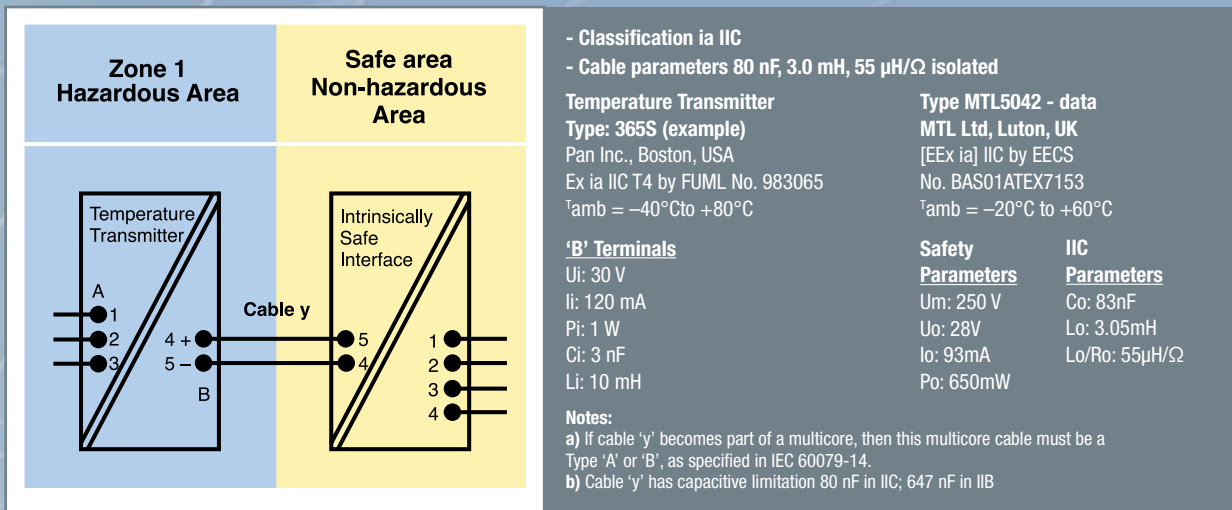 Zone 1
Hazardous Area
Safe area
Non-hazardous
Area
Temperature
Transmitter
A
1
2
3
4 +
5 –
B
Cable y
Intrinsically
Safe
Interface
5
4
1
2
3
4
- Classification ia IIC
- Cable parameters 80 nF, 3.0 mH, 55 µH/Ω isolated
Temperature Transmitter
Type: 365S (example)
Pan Inc., Boston, USA
Ex ia IIC T4 by FUML No. 983065
Tamb = –40°Cto +80°C
'B' Terminals
Ui: 30 V
Ii: 120 mA
Pi: 1 W
Ci: 3 nF
Li: 10 mH
Type MTL5042 - data
MTL Ltd, Luton, UK
[EEx ia] IIC by EECS
No. BAS01ATEX7153
Tamb = –20°C to +60°C
Safety
Parameters
Um: 250 V
Uo: 28V
Io: 93mA
Po: 650mW
IIC
Parameters
Co: 83nF
Lo: 3.05mH
Lo/Ro: 55µH/Ω
Notes:
a) If cable 'y' becomes part of a multicore, then this multicore cable must be a
Type 'A' or 'B', as specified in IEC 60079-14.
b) Cable 'y' has capacitive limitation 80 nF in IIC; 647 nF in IIB